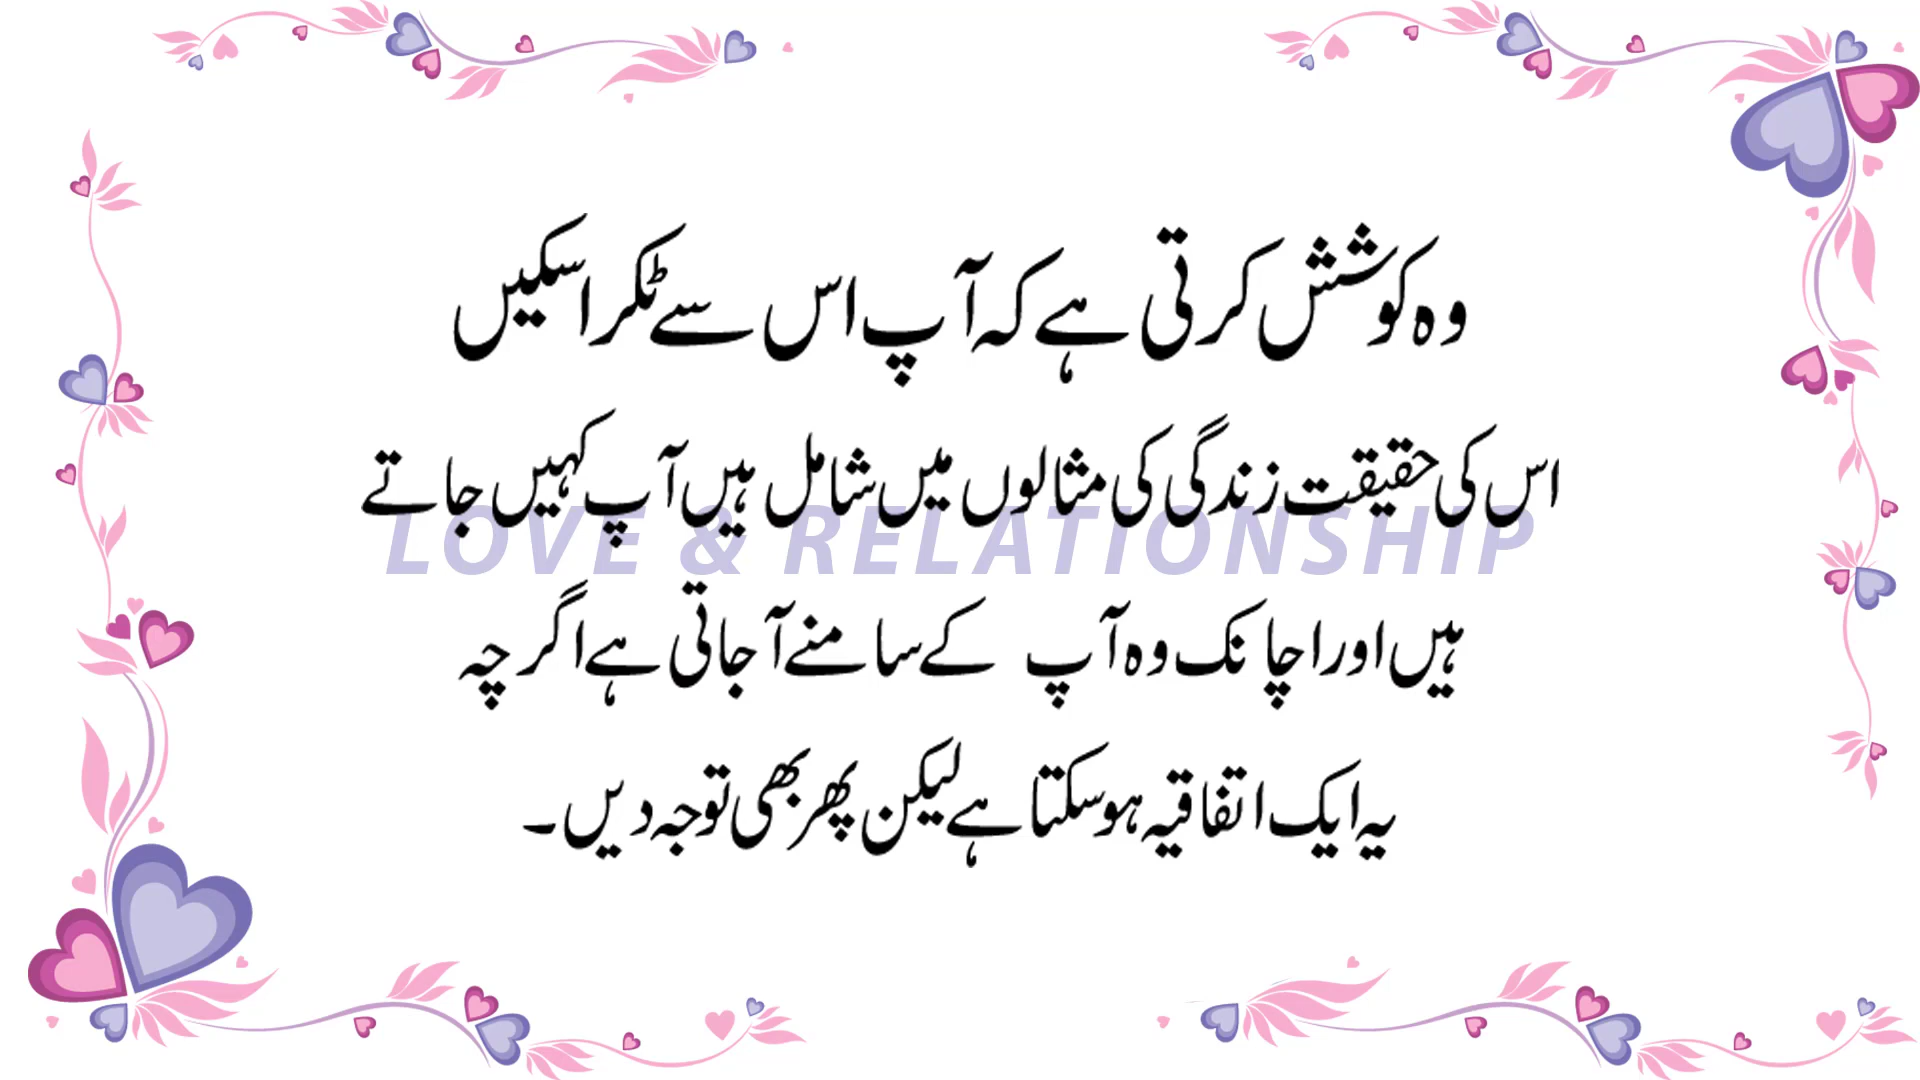 وہ کوشش کرتی ہے کہ آپ اس سے ٹکرا سکیں
اس کی حقیقت زندگی کی مثالوں میں شامل ہیں آپ کہیں جاتے
LOVE & RELATIONSHIP
ہیں اور اچانک وہ آپ کے سامنے آ جاتی ہے اگرچہ
یہ ایک اتفاقیہ ہو سکتا ہے لیکن پھر بھی توجہ دیں۔